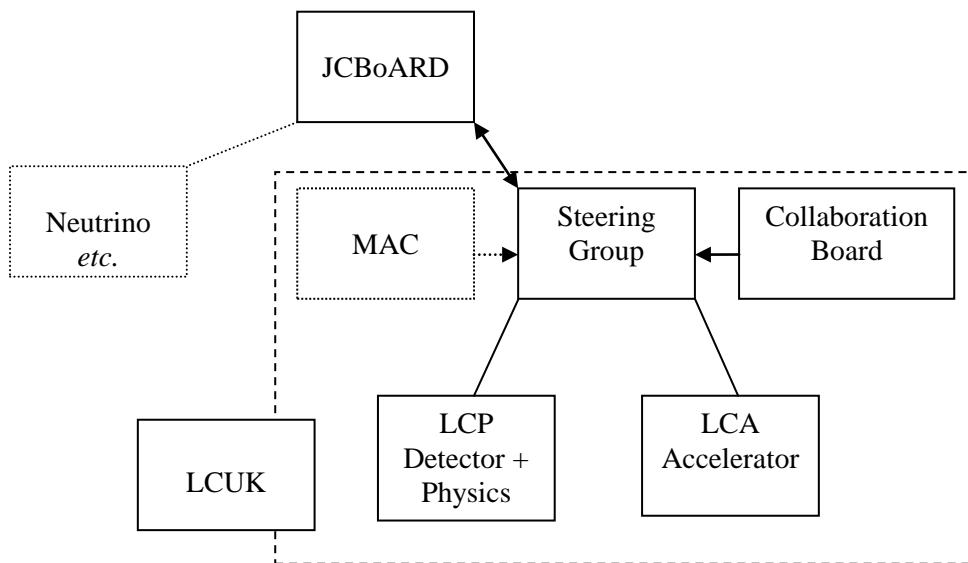 JCBoARD
Neutrino
etc.
MAC
Steering
Group
Collaboration
Board
LCUK
LCP
Detector +
Physics
LCA
Accelerator